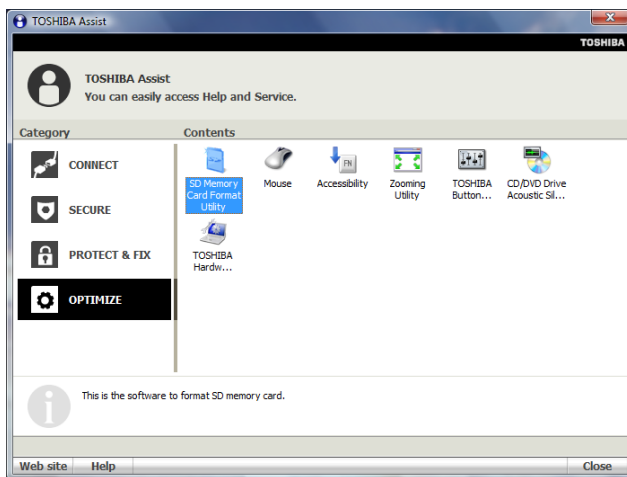 TOSHIBA Assist
TOSHIBA
TOSHIBA Assist
You can easily access Help and Service.
Category
Contents
CONNECT
SECURE
PROTECT & FIX
OPTIMIZE
SD Memory
Card Format
Utility
Mouse
FN
Accessibility
Zooming
Utility
TOSHIBA
Button...
CD/DVD Drive
Acoustic Sil...
TOSHIBA
Hardw...
This is the software to format SD memory card.
Web site
Help
Close